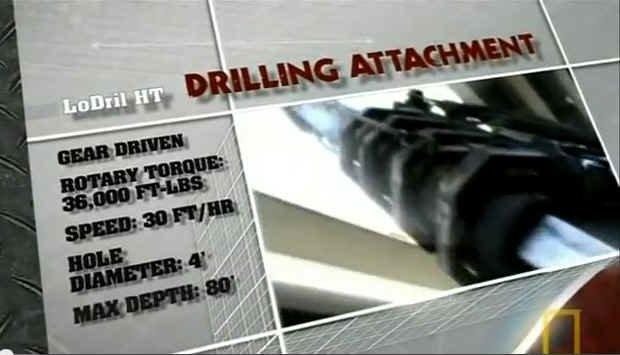 LoDril HT DRILLING ATTACHMENT
GEAR DRIVEN
ROTARY TORQUE:
36,000 FT-LBS
SPEED: 30 FT/HR
HOLE
DIAMETER: 4'
MAX DEPTH: 80'